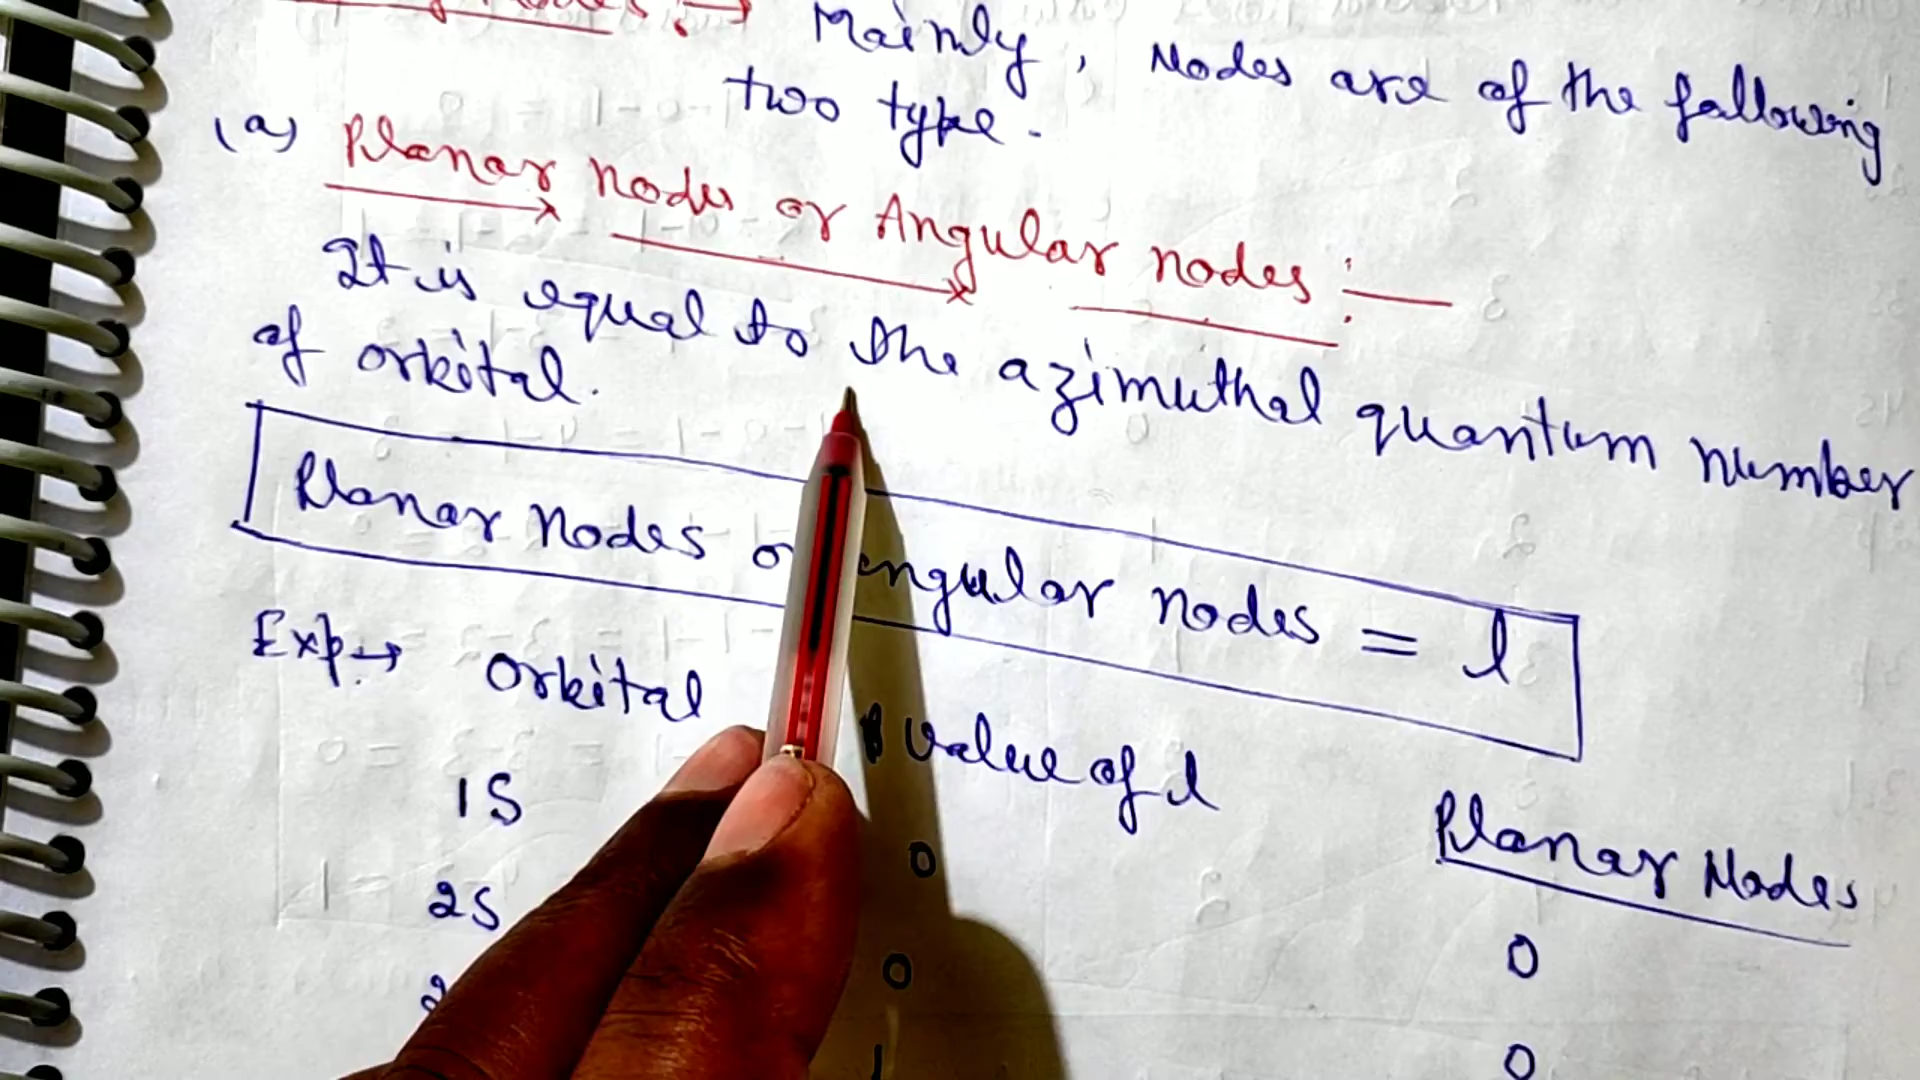 Mainly, Nodes are of the following
two type-
(a) Planar nodes or Angular nodes :—
It is equal to the azimuthal quantum number
of orbital.
Planar Nodes or angular nodes = l
Exp.→ Orbital value of l Planar Nodes
1S 0 0
2S 0 0
2 1